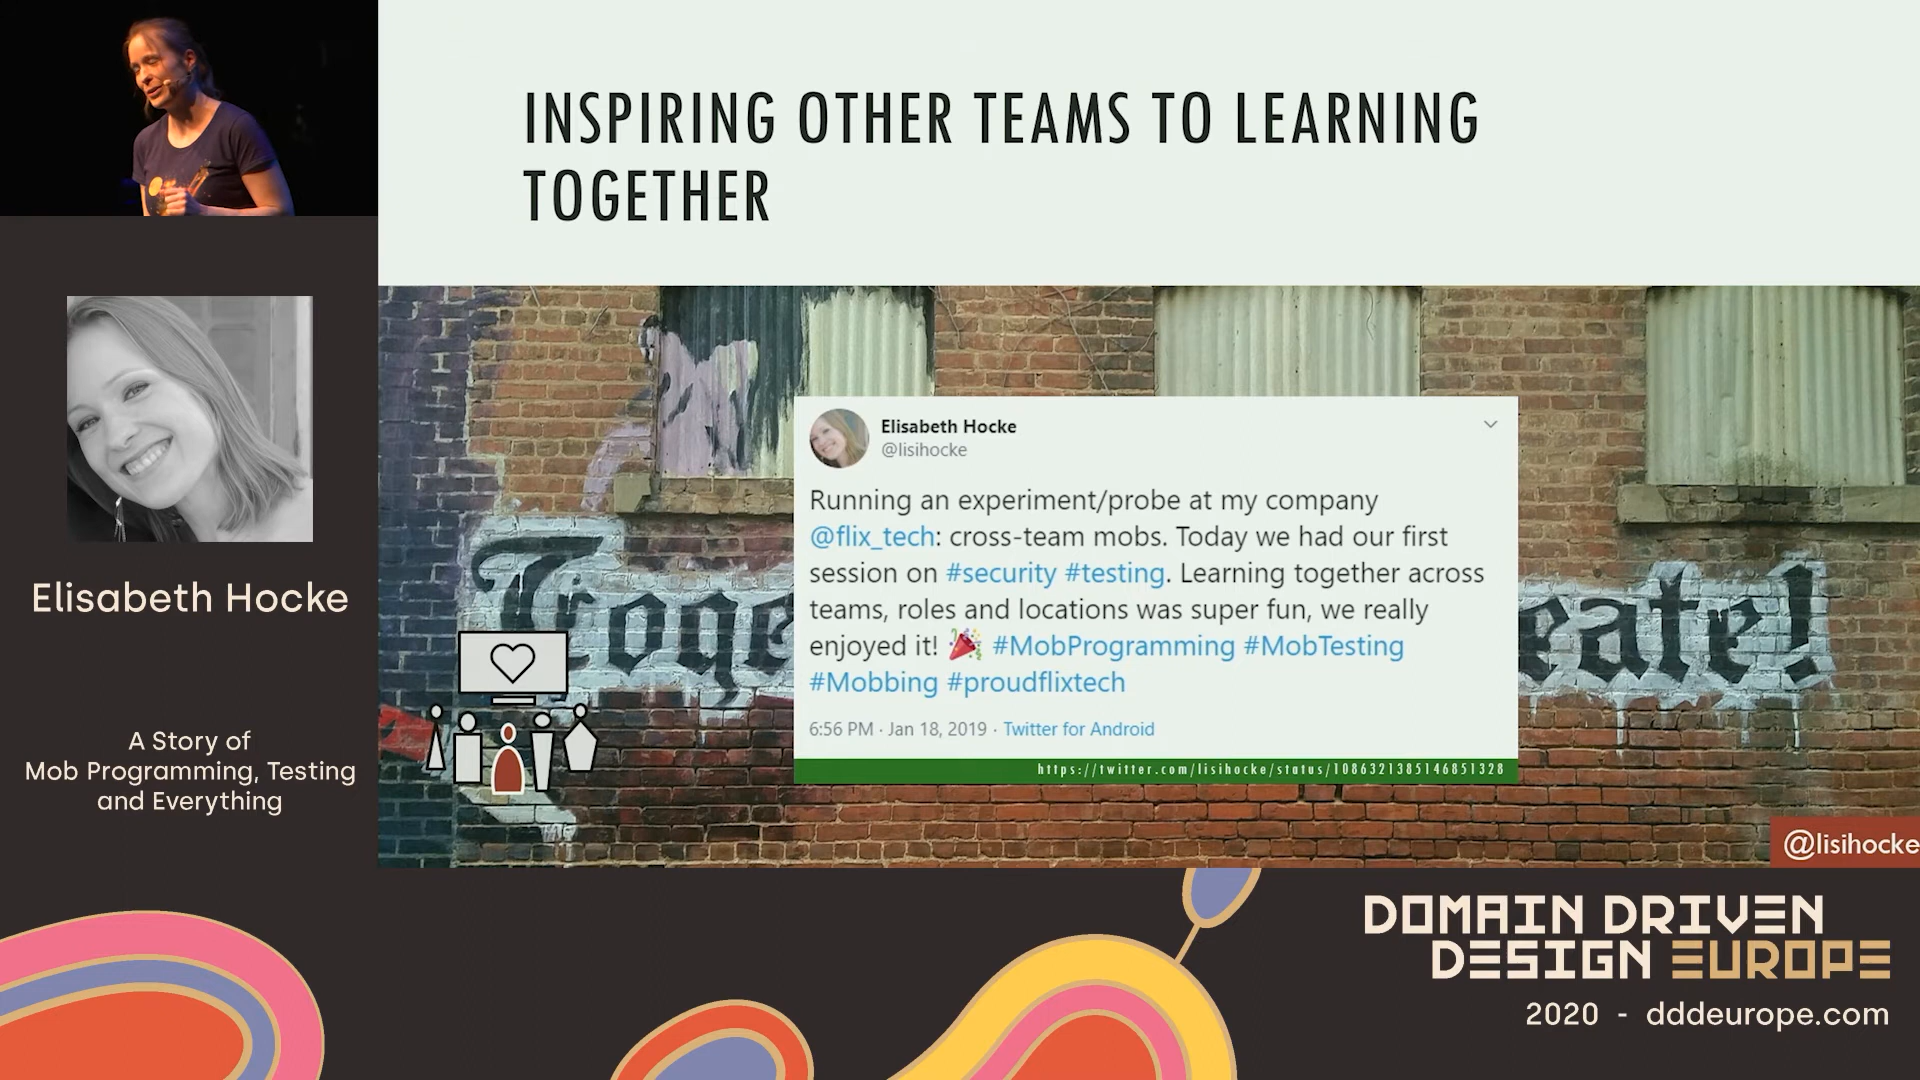 INSPIRING OTHER TEAMS TO LEARNING
TOGETHER
Elisabeth Hocke
@lisihocke
Running an experiment/probe at my company
@flix_tech: cross-team mobs. Today we had our first
session on #security #testing. Learning together across
teams, roles and locations was super fun, we really
enjoyed it! 🎉 #MobProgramming #MobTesting
#Mobbing #proudflixtech
6:56 PM · Jan 18, 2019 · Twitter for Android
https://twitter.com/lisihocke/status/1086321385146851328
Toge
eate!
@lisihocke
Elisabeth Hocke
A Story of
Mob Programming, Testing
and Everything
DOMAIN DRIVEN
DESIGN EUROPE
2020 - dddeurope.com